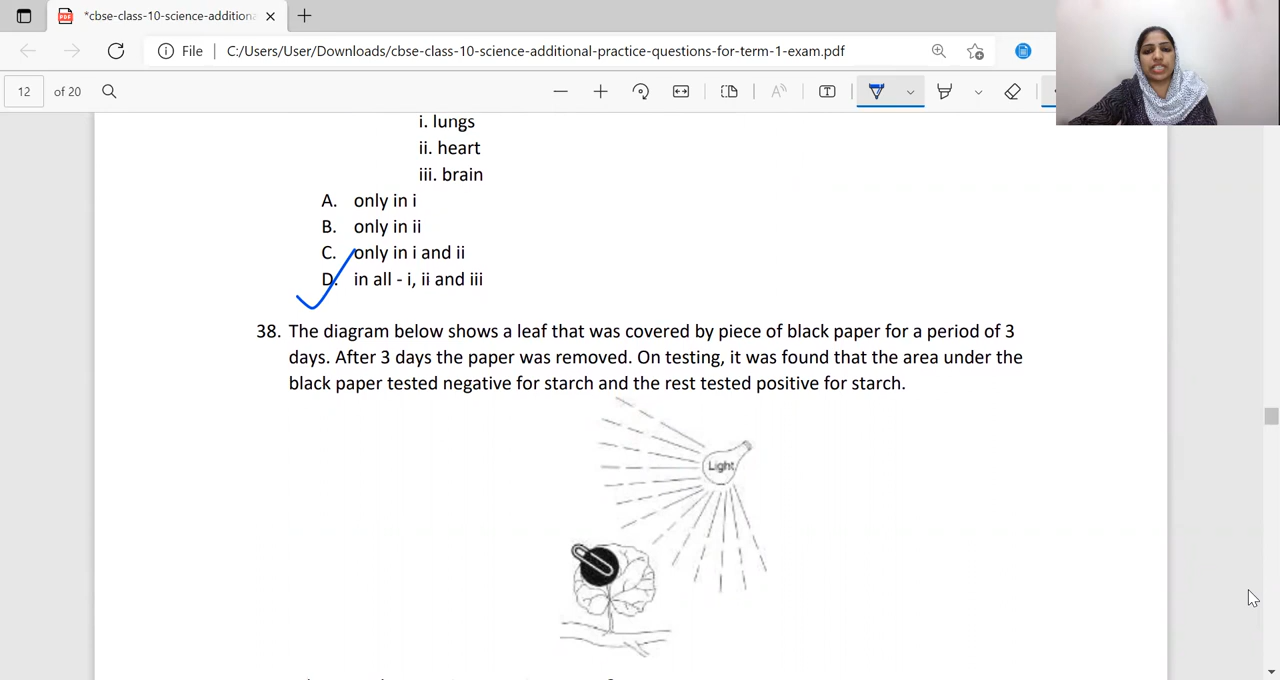 *cbse-class-10-science-additiona
File
C:/Users/User/Downloads/cbse-class-10-science-additional-practice-questions-for-term-1-exam.pdf
12 of 20
i. lungs
ii. heart
iii. brain
A. only in i
B. only in ii
C. only in i and ii
D. in all - i, ii and iii
38. The diagram below shows a leaf that was covered by piece of black paper for a period of 3
days. After 3 days the paper was removed. On testing, it was found that the area under the
black paper tested negative for starch and the rest tested positive for starch.
Light